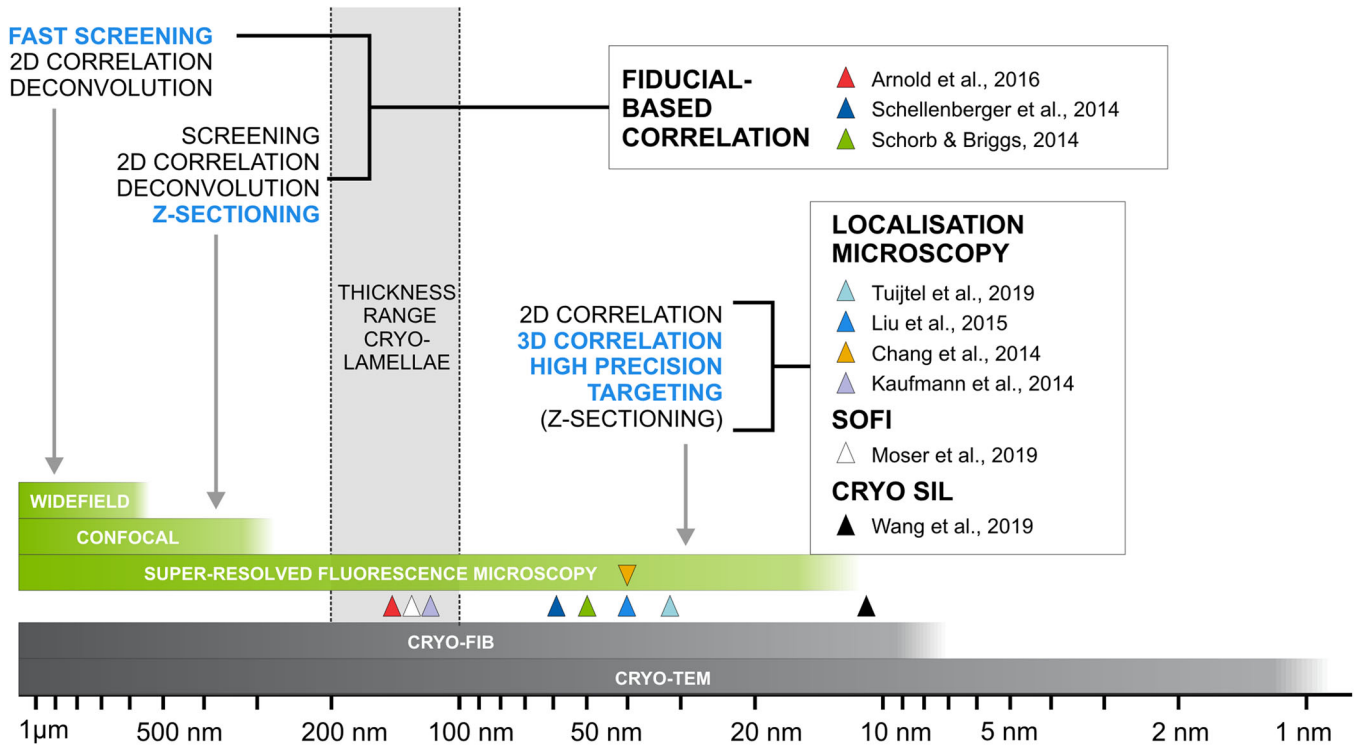 FAST SCREENING
2D CORRELATION
DECONVOLUTION
SCREENING
2D CORRELATION
DECONVOLUTION
Z-SECTIONING
THICKNESS
RANGE
CRYO-
LAMELLAE
FIDUCIAL-
BASED
CORRELATION
Arnold et al., 2016
Schellenberger et al., 2014
Schorb & Briggs, 2014
2D CORRELATION
3D CORRELATION
HIGH PRECISION
TARGETING
(Z-SECTIONING)
LOCALISATION
MICROSCOPY
Tuijtel et al., 2019
Liu et al., 2015
Chang et al., 2014
Kaufmann et al., 2014
SOFI
Moser et al., 2019
CRYO SIL
Wang et al., 2019
WIDEFIELD
CONFOCAL
SUPER-RESOLVED FLUORESCENCE MICROSCOPY
CRYO-FIB
CRYO-TEM
1µm 500 nm 200 nm 100 nm 50 nm 20 nm 10 nm 5 nm 2 nm 1 nm